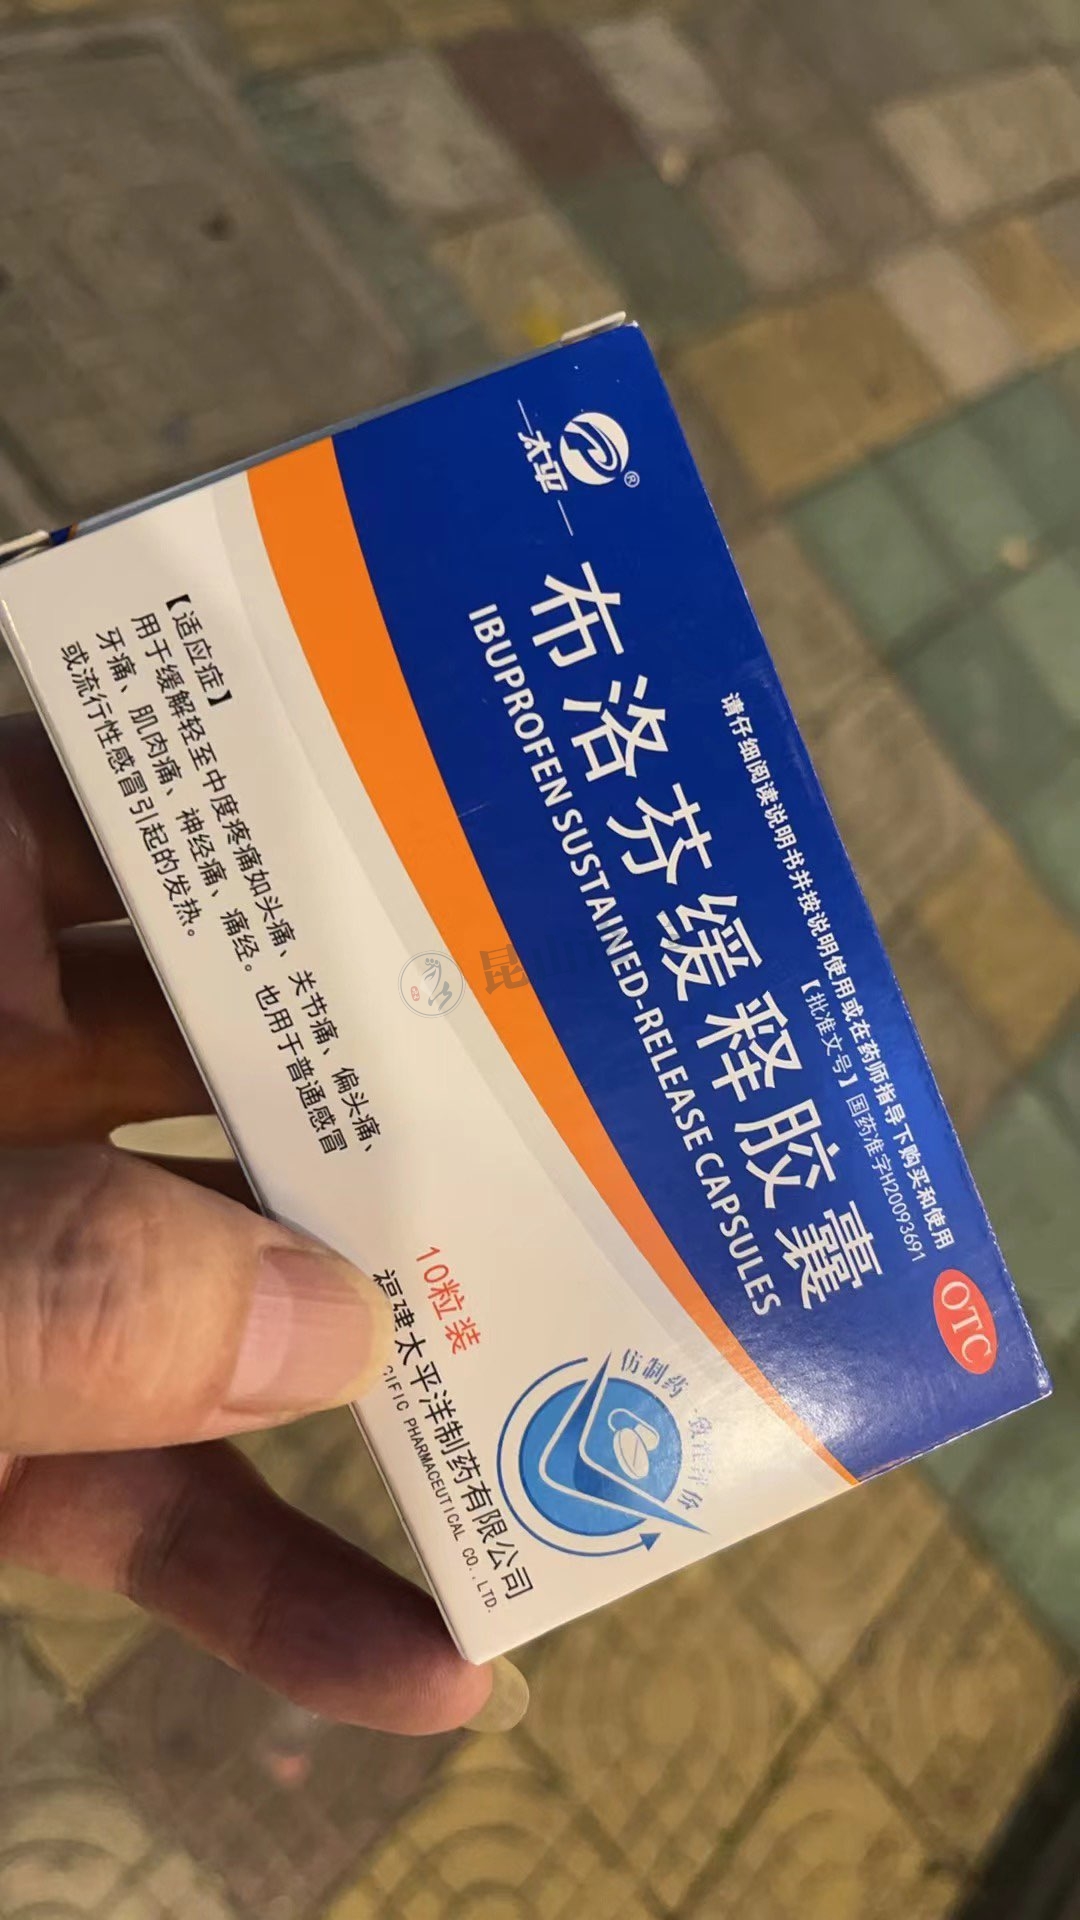 太平
®
请仔细阅读说明书并按说明使用或在药师指导下购买和使用
【批准文号】国药准字H20093691
OTC
布洛芬缓释胶囊
IBUPROFEN SUSTAINED-RELEASE CAPSULES
【适应症】
用于缓解轻至中度疼痛如头痛、关节痛、偏头痛、
牙痛、肌肉痛、神经痛、痛经。也用于普通感冒
或流行性感冒引起的发热。
10粒装
福建太平洋制药有限公司
CIFIC PHARMACEUTICAL CO.,LTD.
仿制药 一致性评价
昆